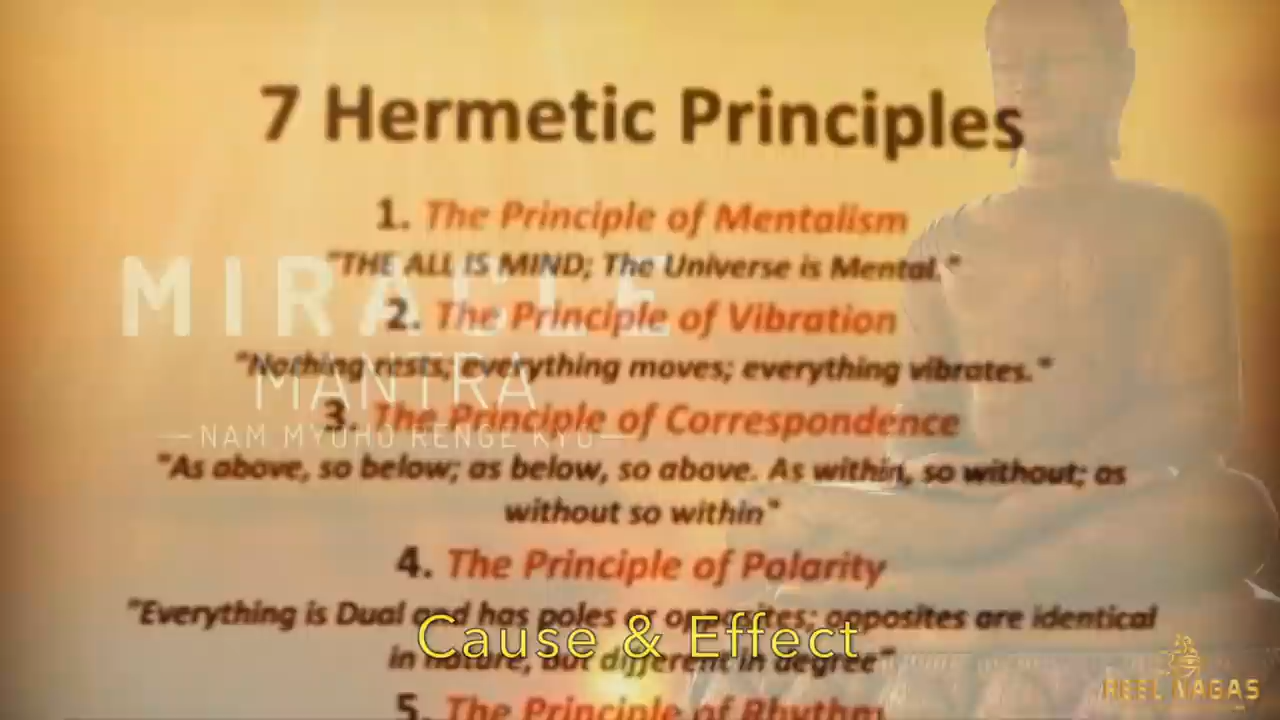 7 Hermetic Principles
1. The Principle of Mentalism
"THE ALL IS MIND; The Universe is Mental."
2. The Principle of Vibration
"Nothing rests; everything moves; everything vibrates."
3. The Principle of Correspondence
"As above, so below; as below, so above. As within, so without; as
without so within"
4. The Principle of Polarity
"Everything is Dual and has poles or opposites; opposites are identical
in nature, but different in degree"
5. The Principle of Rhythm
MIRACLE
MANTRA
—NAM MYOHO RENGE KYO—
Cause & Effect
REEL NAGAS